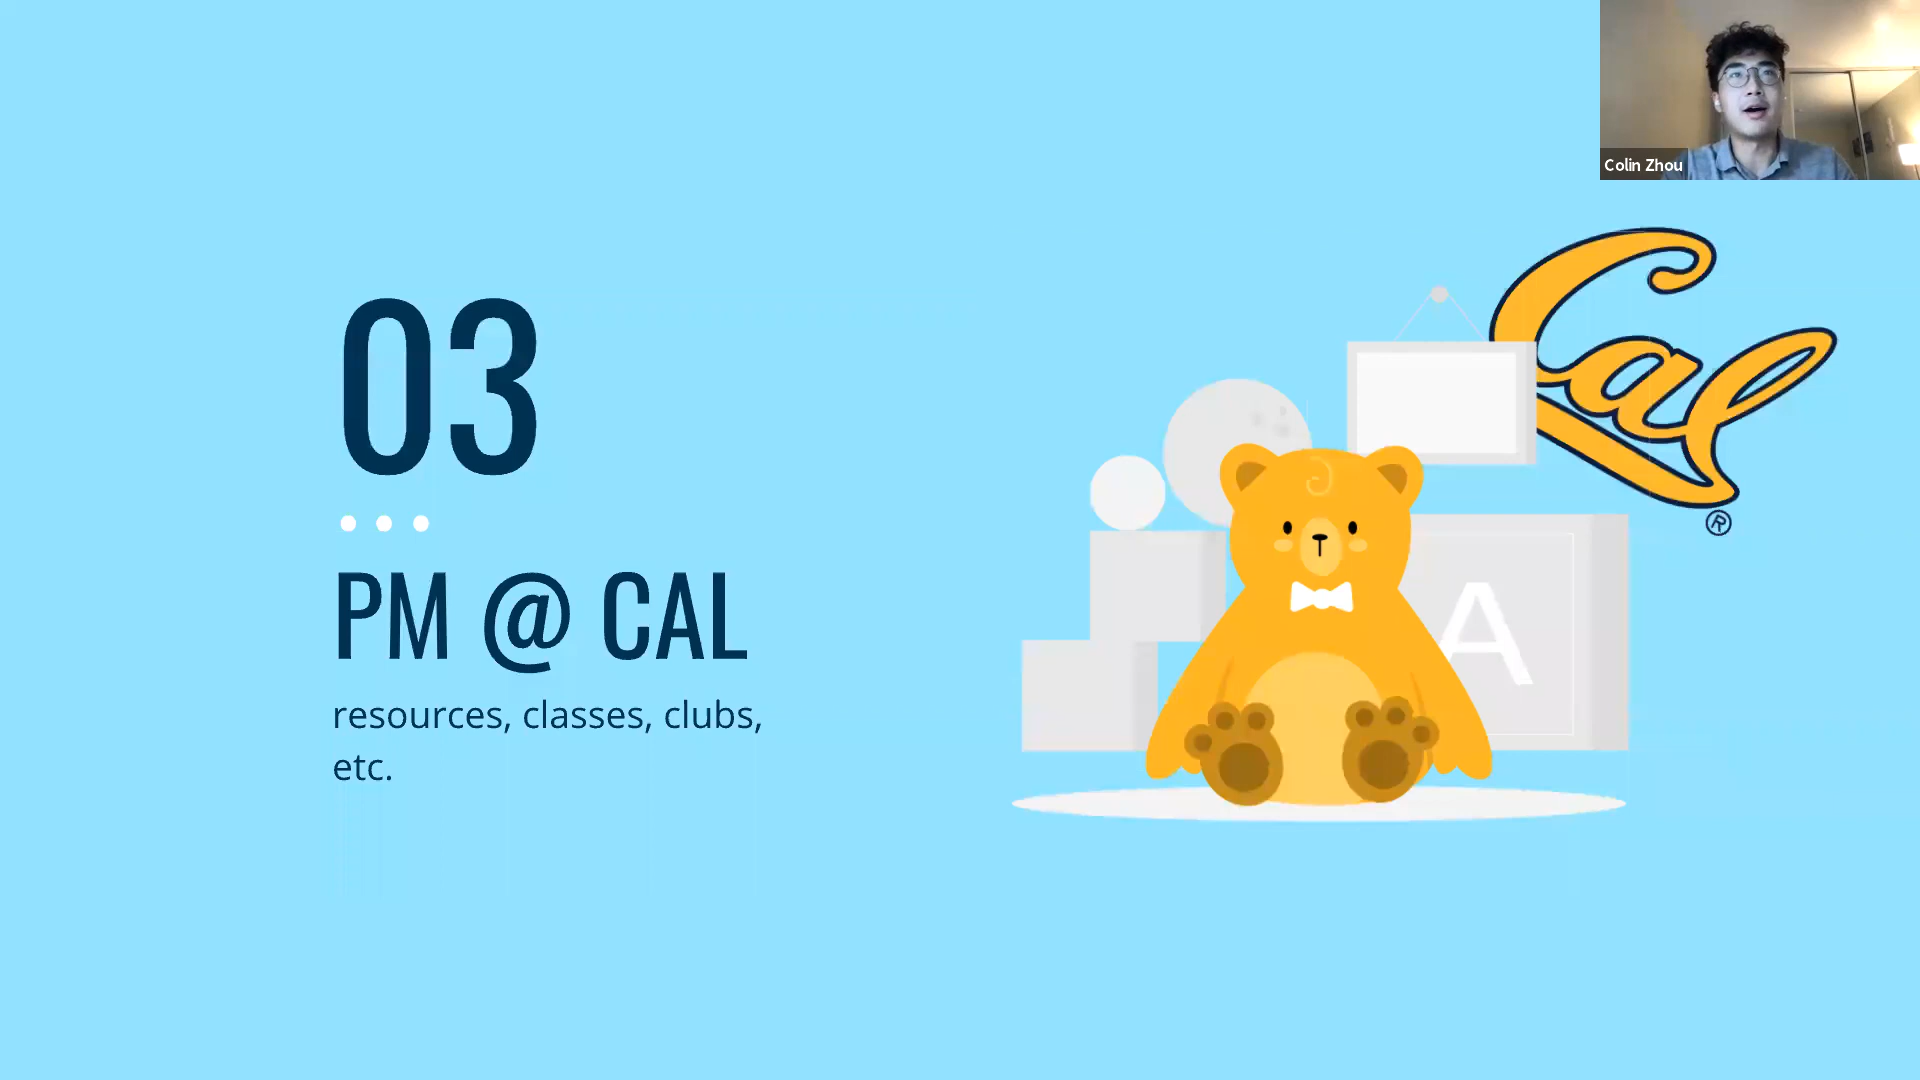 Colin Zhou
03
Cal
®
A
PM @ CAL
resources, classes, clubs,
etc.